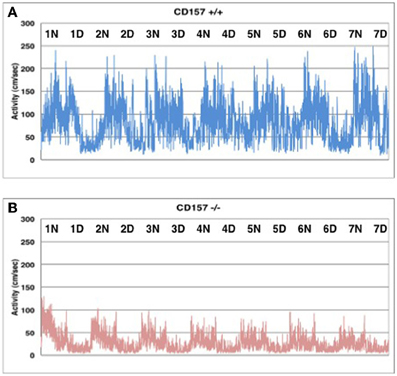 A
CD157 +/+
1N 1D 2N 2D 3N 3D 4N 4D 5N 5D 6N 6D 7N 7D
Activity (cm/sec)
300
250
200
150
100
50
0
B
CD157 -/-
1N 1D 2N 2D 3N 3D 4N 4D 5N 5D 6N 6D 7N 7D
Activity (cm/sec)
300
250
200
150
100
50
0